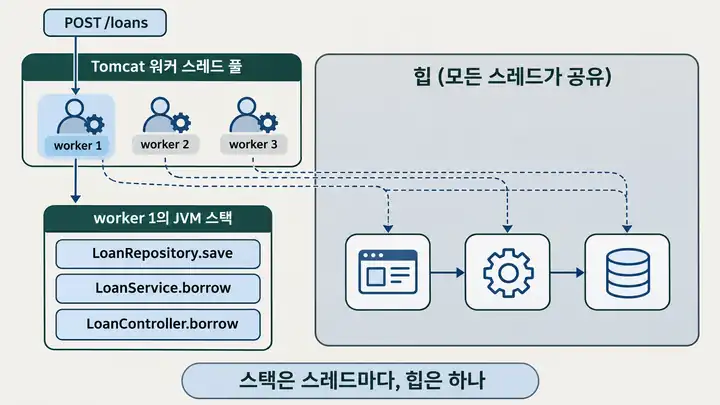 POST /loans
Tomcat 워커 스레드 풀
worker 1
worker 2
worker 3
힙 (모든 스레드가 공유)
worker 1의 JVM 스택
LoanRepository.save
LoanService.borrow
LoanController.borrow
스택은 스레드마다, 힙은 하나